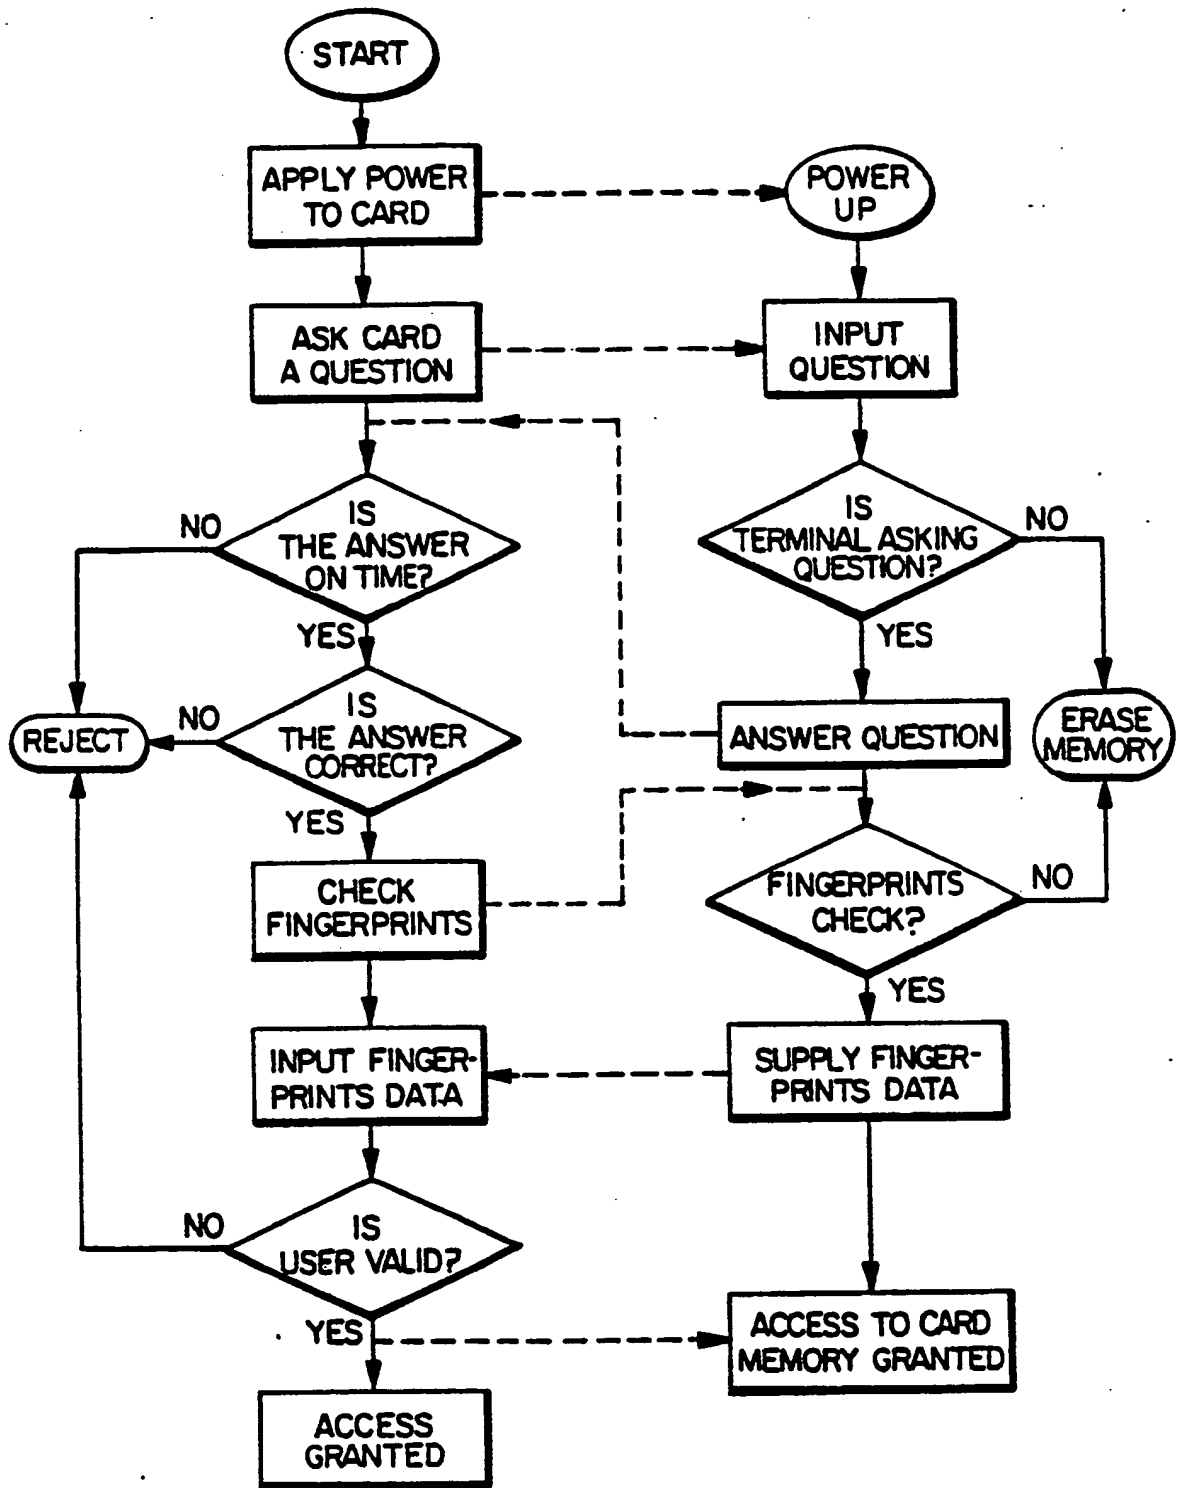 START
APPLY POWER
TO CARD
POWER
UP
ASK CARD
A QUESTION
INPUT
QUESTION
IS
THE ANSWER
ON TIME?
NO
YES
IS
TERMINAL ASKING
QUESTION?
NO
YES
REJECT
NO
IS
THE ANSWER
CORRECT?
YES
ANSWER QUESTION
ERASE
MEMORY
CHECK
FINGERPRINTS
FINGERPRINTS
CHECK?
NO
YES
INPUT FINGER-
PRINTS DATA
SUPPLY FINGER-
PRINTS DATA
NO
IS
USER VALID?
YES
ACCESS TO CARD
MEMORY GRANTED
ACCESS
GRANTED